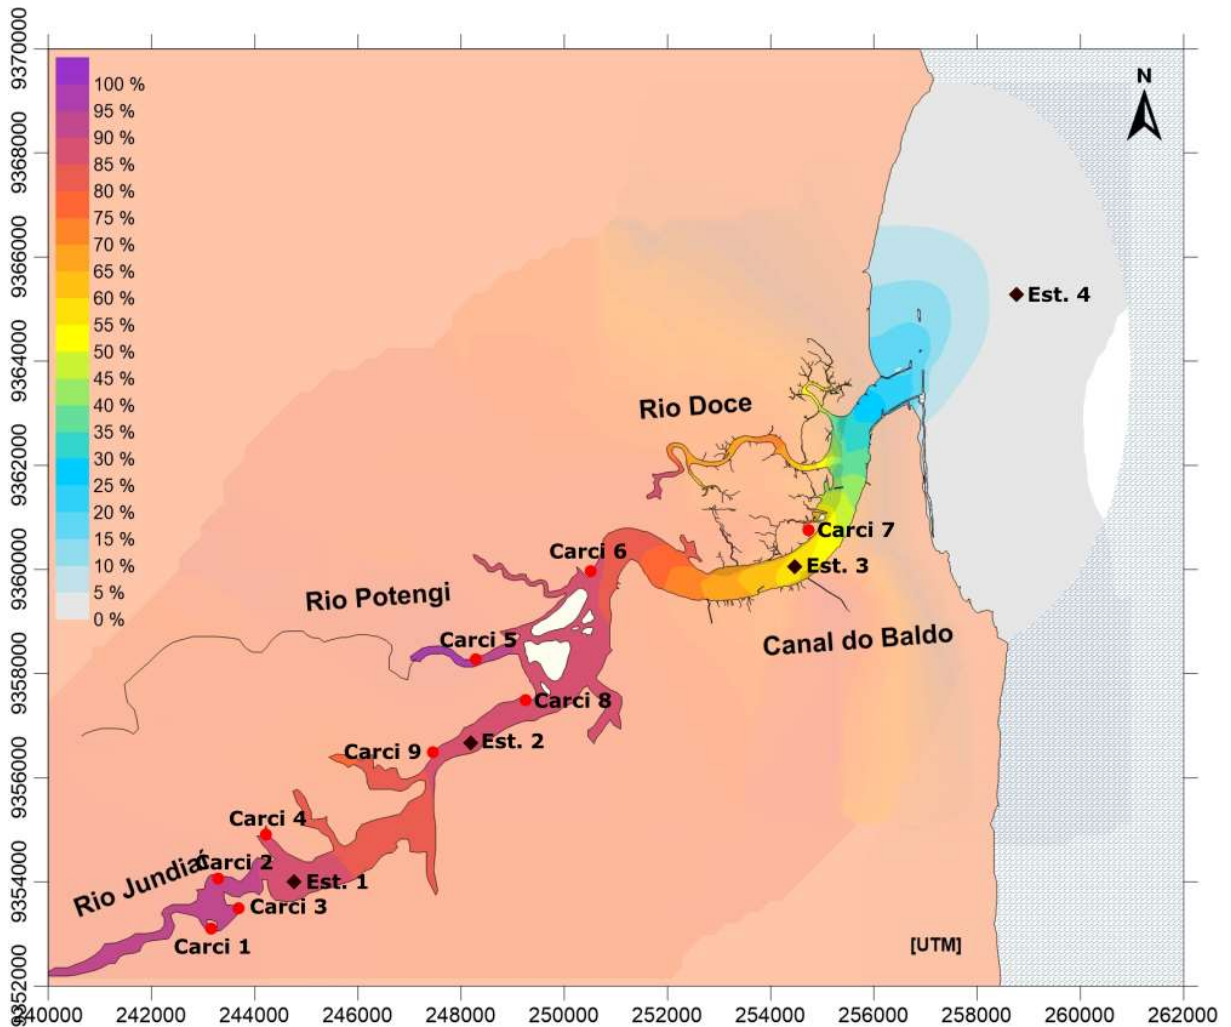 9370000
9368000
9366000
9364000
9362000
9360000
9358000
9356000
9354000
9352000
100 %
95 %
90 %
85 %
80 %
75 %
70 %
65 %
60 %
55 %
50 %
45 %
40 %
35 %
30 %
25 %
20 %
15 %
10 %
5 %
0 %
N
Est. 4
Rio Doce
Carci 7
Carci 6
Est. 3
Rio Potengi
Canal do Baldo
Carci 5
Carci 8
Est. 2
Carci 9
Carci 4
Carci 2
Rio Jundiaí
Est. 1
Carci 3
Carci 1
[UTM]
240000 242000 244000 246000 248000 250000 252000 254000 256000 258000 260000 262000